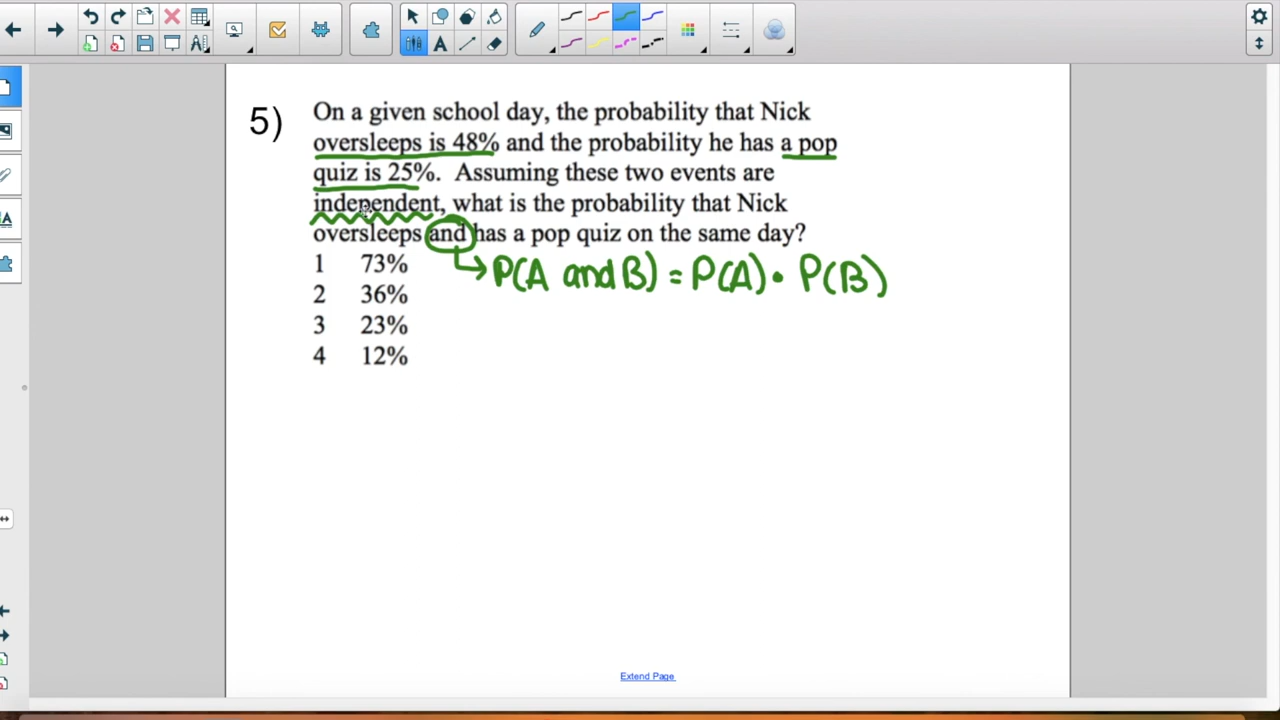 5) On a given school day, the probability that Nick
oversleeps is 48% and the probability he has a pop
quiz is 25%. Assuming these two events are
independent, what is the probability that Nick
oversleeps and has a pop quiz on the same day?
1 73%
P(A and B) = P(A) • P(B)
2 36%
3 23%
4 12%
Extend Page